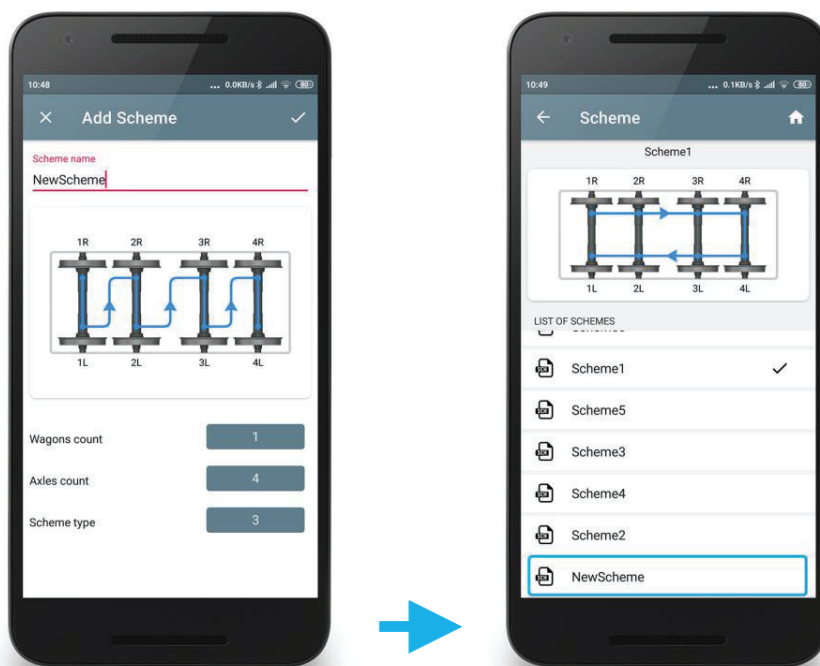 10:48
... 0.0KB/s 80
Add Scheme
Scheme name
NewScheme
1R 2R 3R 4R
1L 2L 3L 4L
Wagons count 1
Axles count 4
Scheme type 3
10:49
... 0.1KB/s 80
Scheme
Scheme1
1R 2R 3R 4R
1L 2L 3L 4L
LIST OF SCHEMES
Scheme1
Scheme5
Scheme3
Scheme4
Scheme2
NewScheme